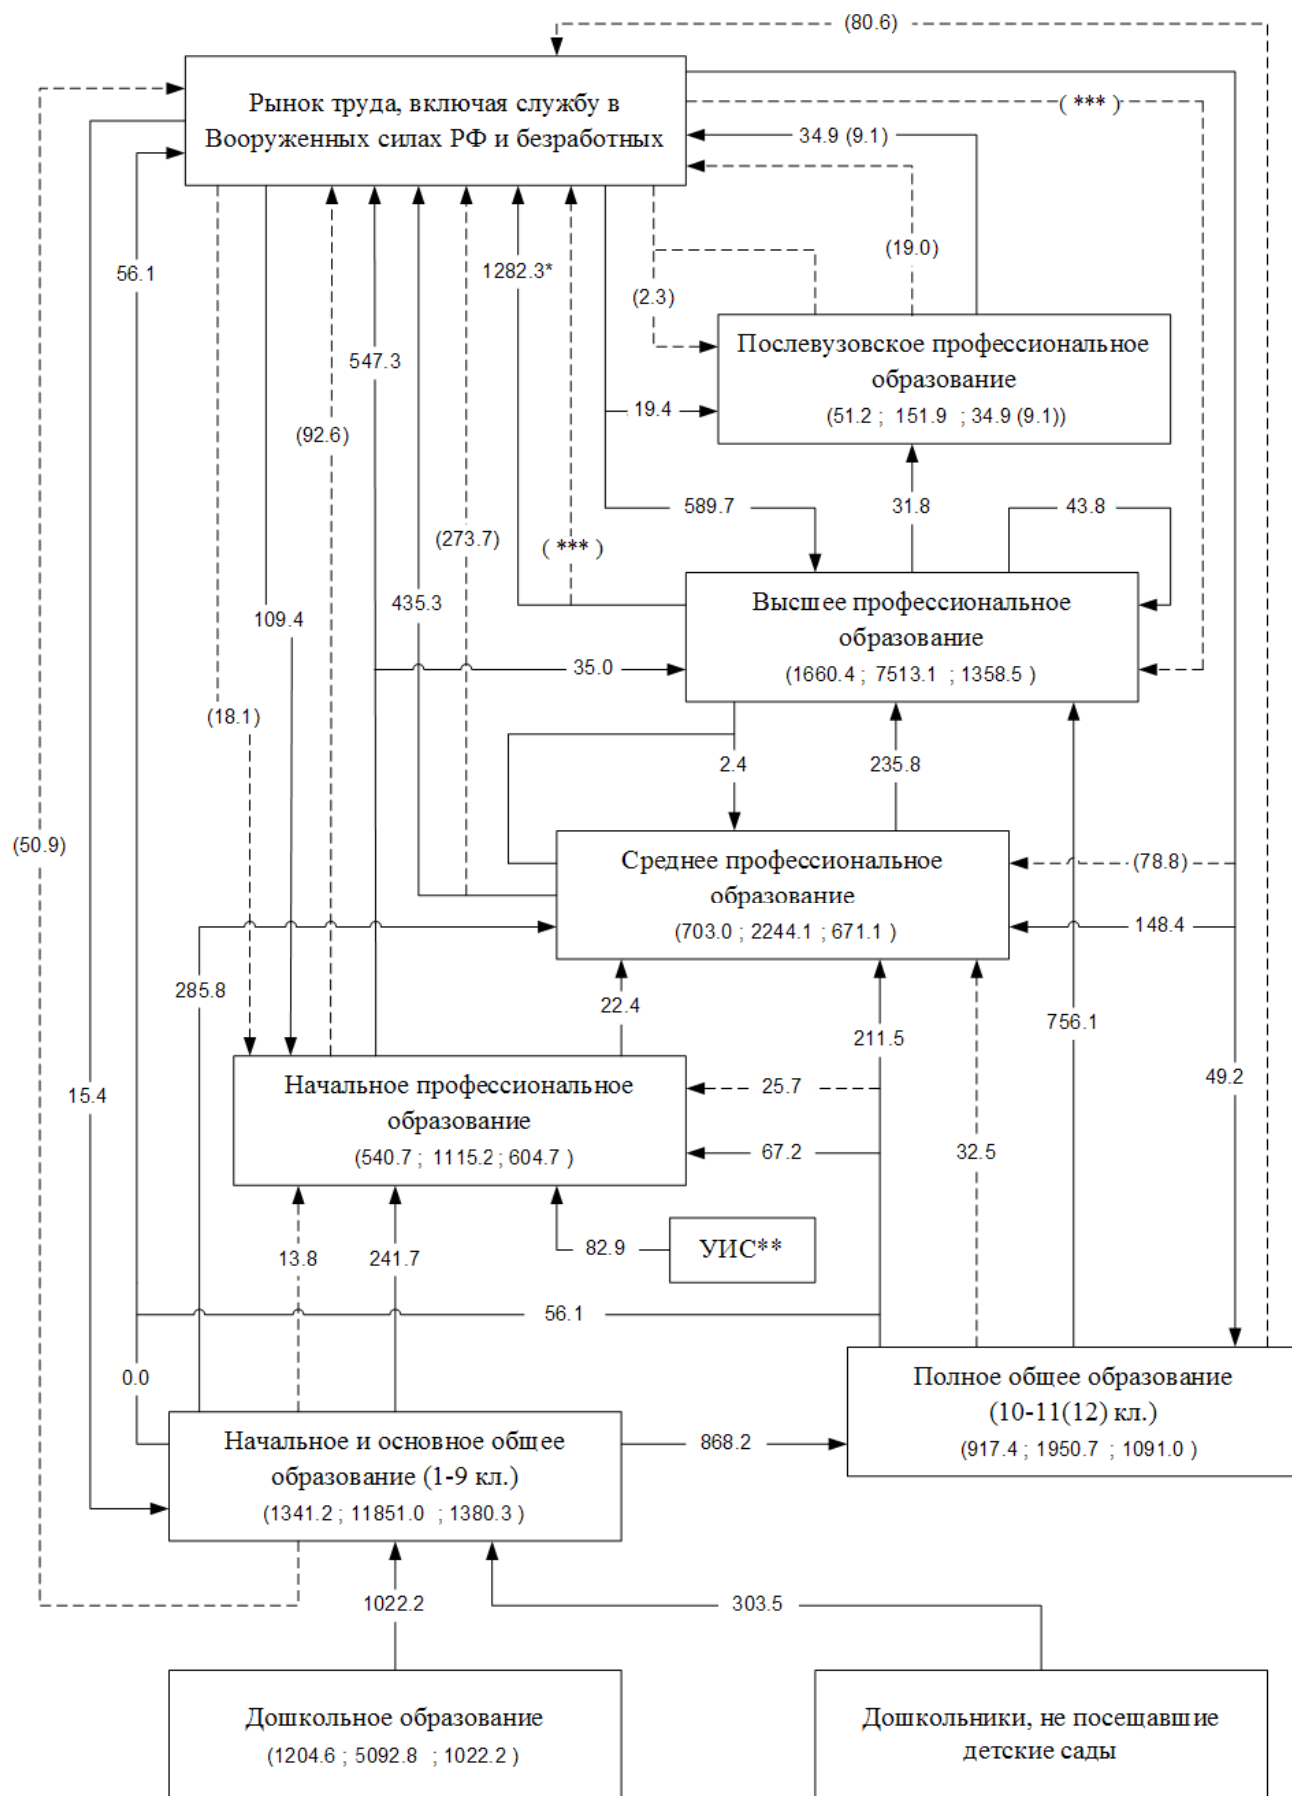 (80.6)
Рынок труда, включая службу в
Вооруженных силах РФ и безработных
( *** )
34.9 (9.1)
56.1
1282.3*
(19.0)
(2.3)
547.3
Послевузовское профессиональное
образование
(51.2 ; 151.9 ; 34.9 (9.1))
19.4
(92.6)
589.7
31.8
43.8
(273.7)
( *** )
109.4
435.3
Высшее профессиональное
образование
(1660.4 ; 7513.1 ; 1358.5 )
35.0
(18.1)
2.4
235.8
(50.9)
Среднее профессиональное
образование
(703.0 ; 2244.1 ; 671.1 )
(78.8)
148.4
285.8
22.4
211.5
756.1
49.2
15.4
Начальное профессиональное
образование
(540.7 ; 1115.2 ; 604.7 )
25.7
67.2
32.5
13.8
241.7
82.9
УИС**
56.1
0.0
Полное общее образование
(10-11(12) кл.)
(917.4 ; 1950.7 ; 1091.0 )
Начальное и основное общее
образование (1-9 кл.)
(1341.2 ; 11851.0 ; 1380.3 )
868.2
1022.2
303.5
Дошкольное образование
(1204.6 ; 5092.8 ; 1022.2 )
Дошкольники, не посещавшие
детские сады